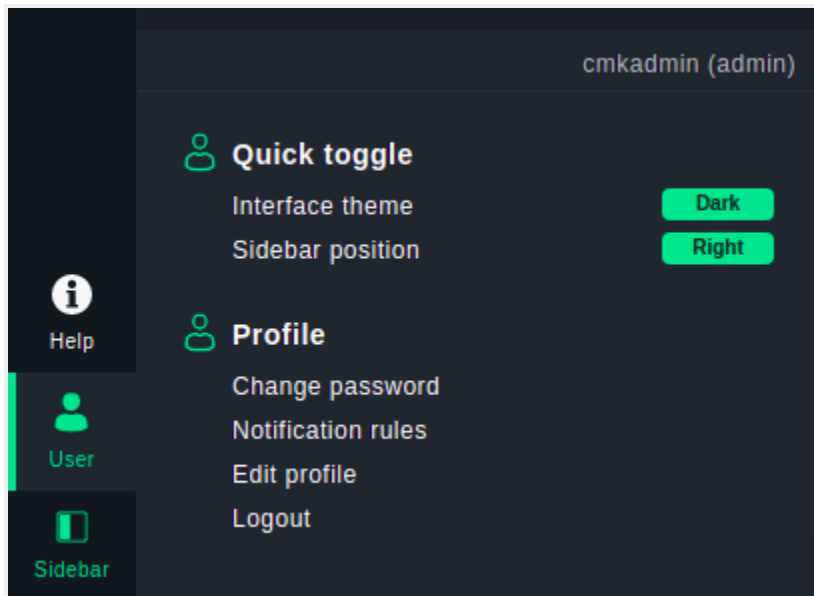 cmkadmin (admin)
Quick toggle
Interface theme Dark
Sidebar position Right
Help
Profile
Change password
Notification rules
User
Edit profile
Logout
Sidebar